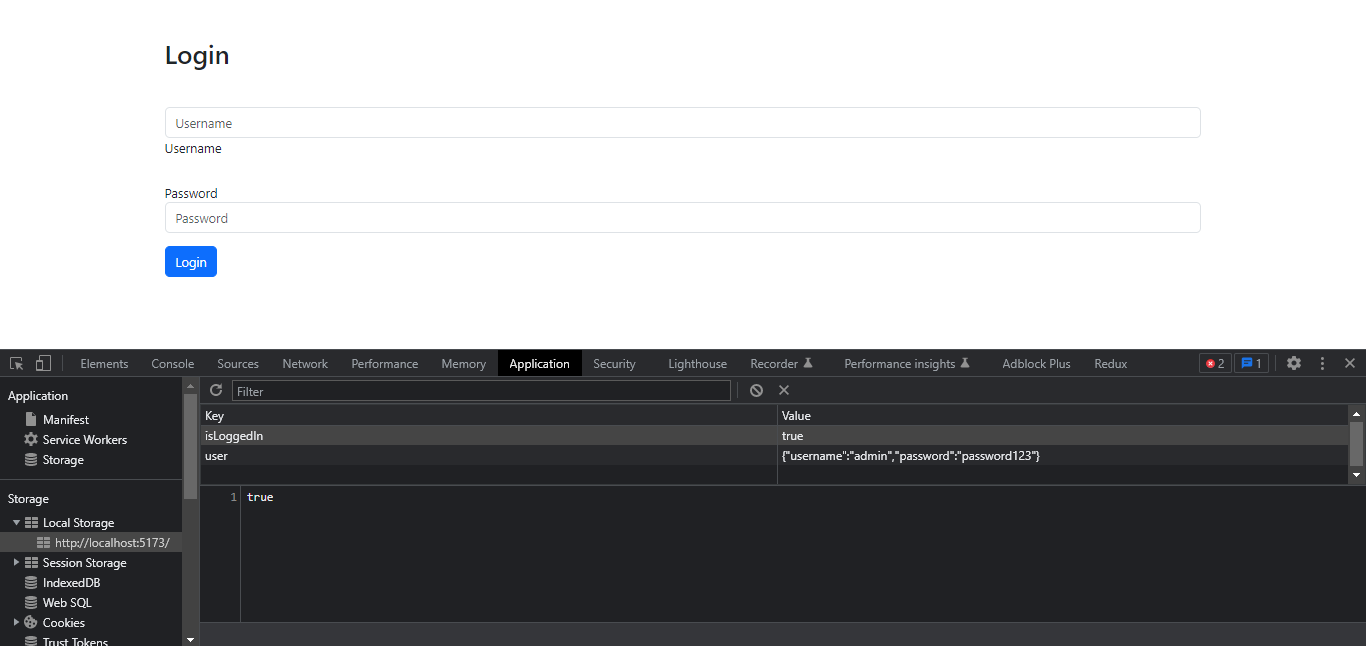 Login
Username
Username
Password
Password
Login
Elements Console Sources Network Performance Memory Application Security Lighthouse Recorder Performance insights Adblock Plus Redux 2 1
Application
Manifest
Service Workers
Storage
Storage
Local Storage
http://localhost:5173/
Session Storage
IndexedDB
Web SQL
Cookies
Trust Tokens
Filter
Key Value
isLoggedIn true
user {"username":"admin","password":"password123"}
1 true